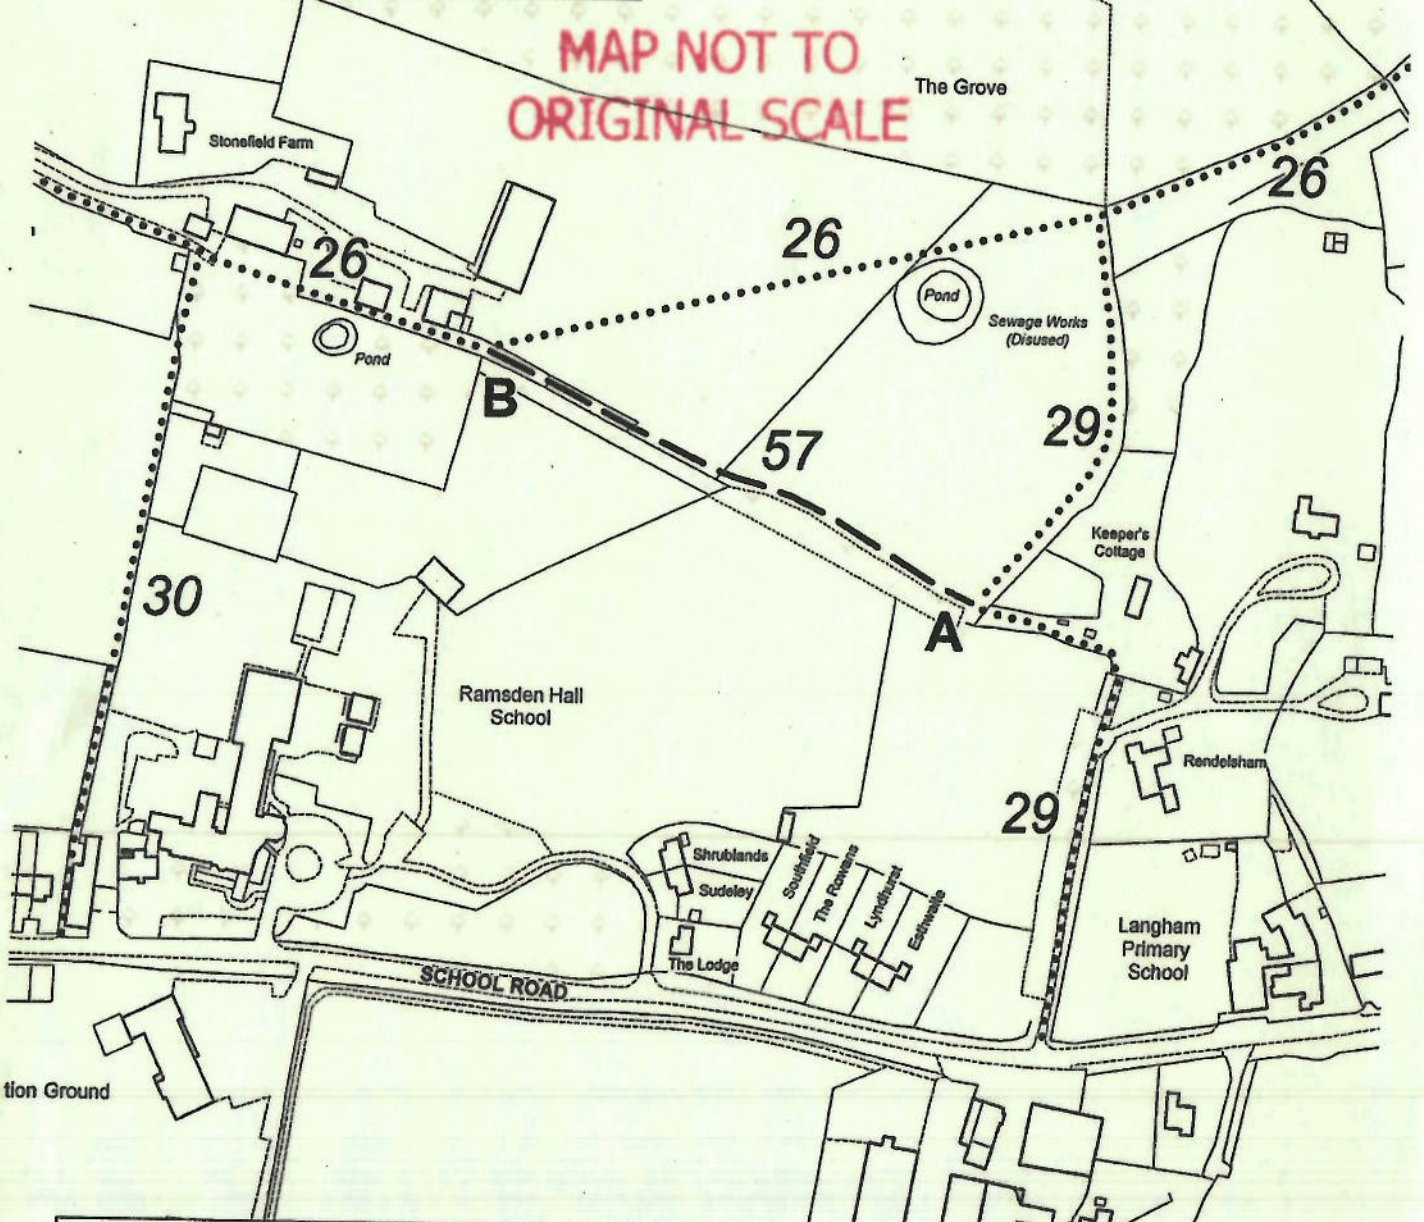 MAP NOT TO
ORIGINAL SCALE
The Grove
Stonefield Farm
26
26
26
Pond
Sewage Works
(Disused)
Pond
B
57
29
Keeper's
Cottage
30
A
Ramsden Hall
School
Rendelsham
29
Shrublands
Sudeley
Southfield
The Rowans
Lyndhurst
Esthwaite
The Lodge
Langham
Primary
School
SCHOOL ROAD
tion Ground